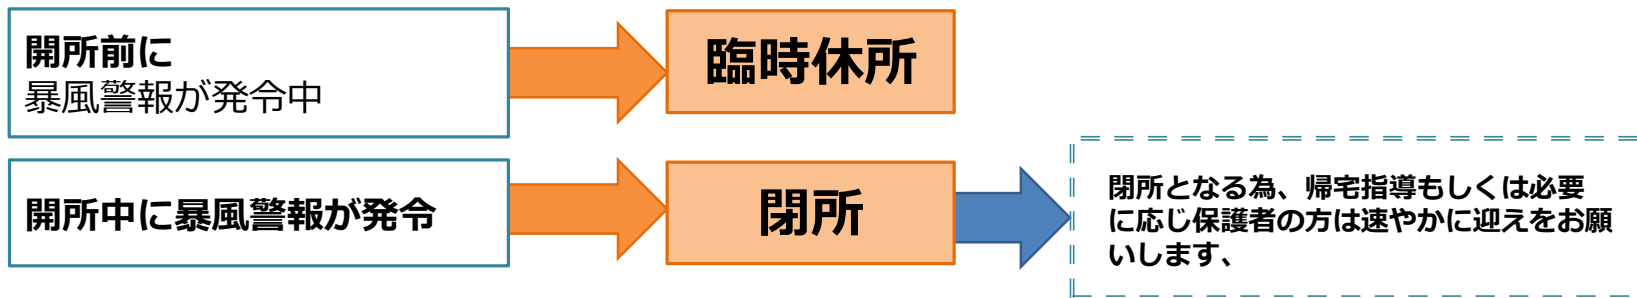 開所前に
暴風警報が発令中
臨時休所
開所中に暴風警報が発令
閉所
閉所となる為、帰宅指導もしくは必要
に応じ保護者の方は速やかに迎えをお願
いします、